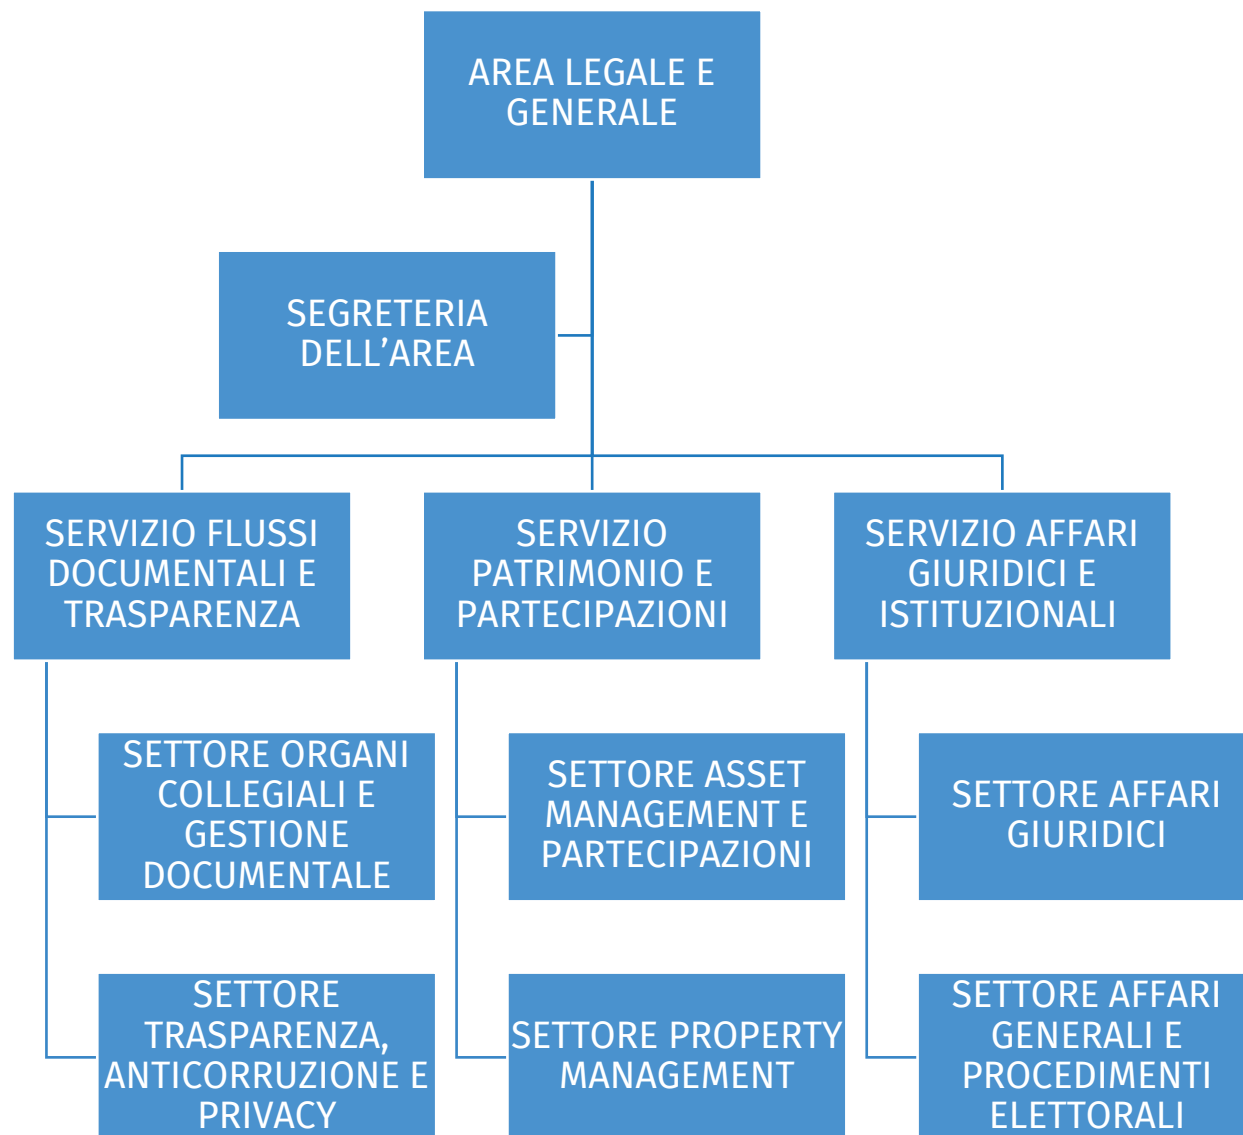 AREA LEGALE E
GENERALE
SEGRETERIA
DELL’AREA
SERVIZIO FLUSSI
DOCUMENTALI E
TRASPARENZA
SERVIZIO
PATRIMONIO E
PARTECIPAZIONI
SERVIZIO AFFARI
GIURIDICI E
ISTITUZIONALI
SETTORE ORGANI
COLLEGIALI E
GESTIONE
DOCUMENTALE
SETTORE ASSET
MANAGEMENT E
PARTECIPAZIONI
SETTORE AFFARI
GIURIDICI
SETTORE
TRASPARENZA,
ANTICORRUZIONE E
PRIVACY
SETTORE PROPERTY
MANAGEMENT
SETTORE AFFARI
GENERALI E
PROCEDIMENTI
ELETTORALI